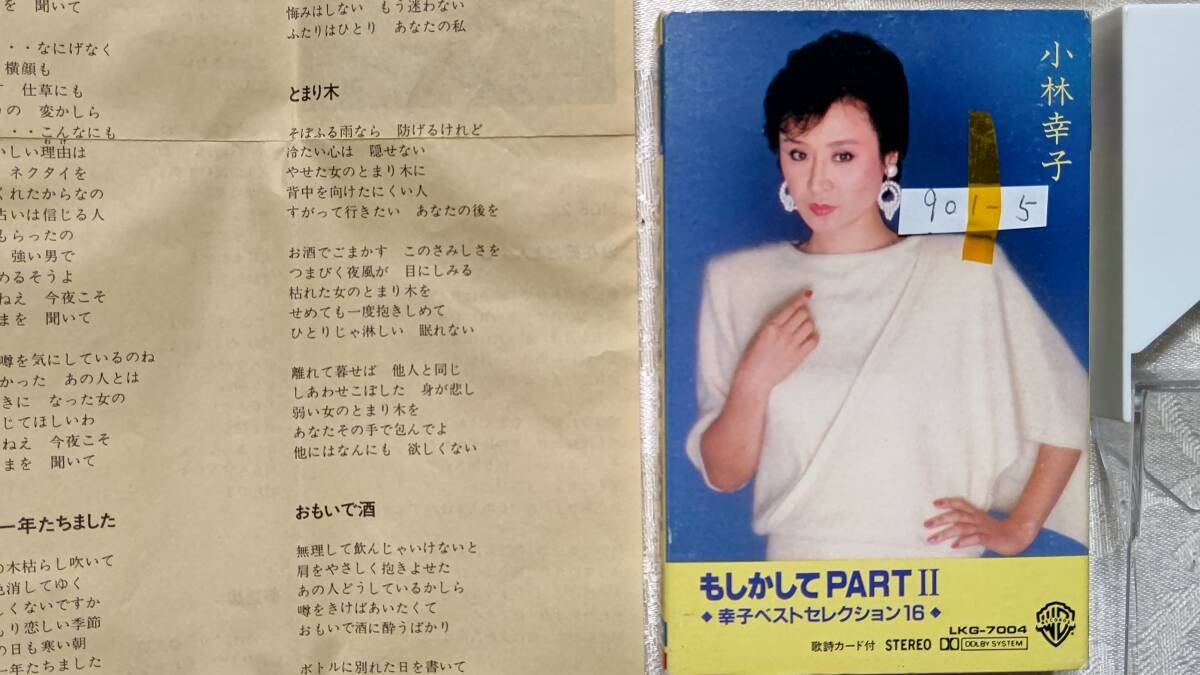 を 聞いて
・・なにげなく
横顔も
仕草にも
の 変かしら
・・こんなにも
いしい理由は
わけ
ネクタイを
くれたからなの
占いは信じる人
もらったの
強い男で
めるそうよ
ねえ 今夜こそ
まを 聞いて
噂を気にしているのね
かった あの人とは
きに なった女の
じてほしいわ
ねえ 今夜こそ
まを 聞いて
一年たちました
の木枯らし吹いて
色消してゆく
しくないですか
もり恋しい季節
の日も寒い朝
一年たちました
悔みはしない もう迷わない
ふたりはひとり あなたの私
とまり木
そぼふる雨なら 防げるけれど
冷たい心は 隠せない
やせた女のとまり木に
背中を向けたにくい人
すがって行きたい あなたの後を
お酒でごまかす このさみしさを
つまびく夜風が 目にしみる
枯れた女のとまり木を
せめても一度抱きしめて
ひとりじゃ淋しい 眠れない
離れて暮せば 他人と同じ
しあわせこぼした 身が悲し
弱い女のとまり木を
あなたその手で包んでよ
他にはなんにも 欲しくない
おもいで酒
無理して飲んじゃいけないと
肩をやさしく抱きよせた
あの人どうしているかしら
噂をきけばあいたくて
おもいで酒に酔うばかり
ボトルに別れた日を書いて
小林幸子
901-5
もしかしてPART II
◆幸子ベストセレクション16◆
LKG-7004
歌詩カード付 STEREO DOLBY SYSTEM